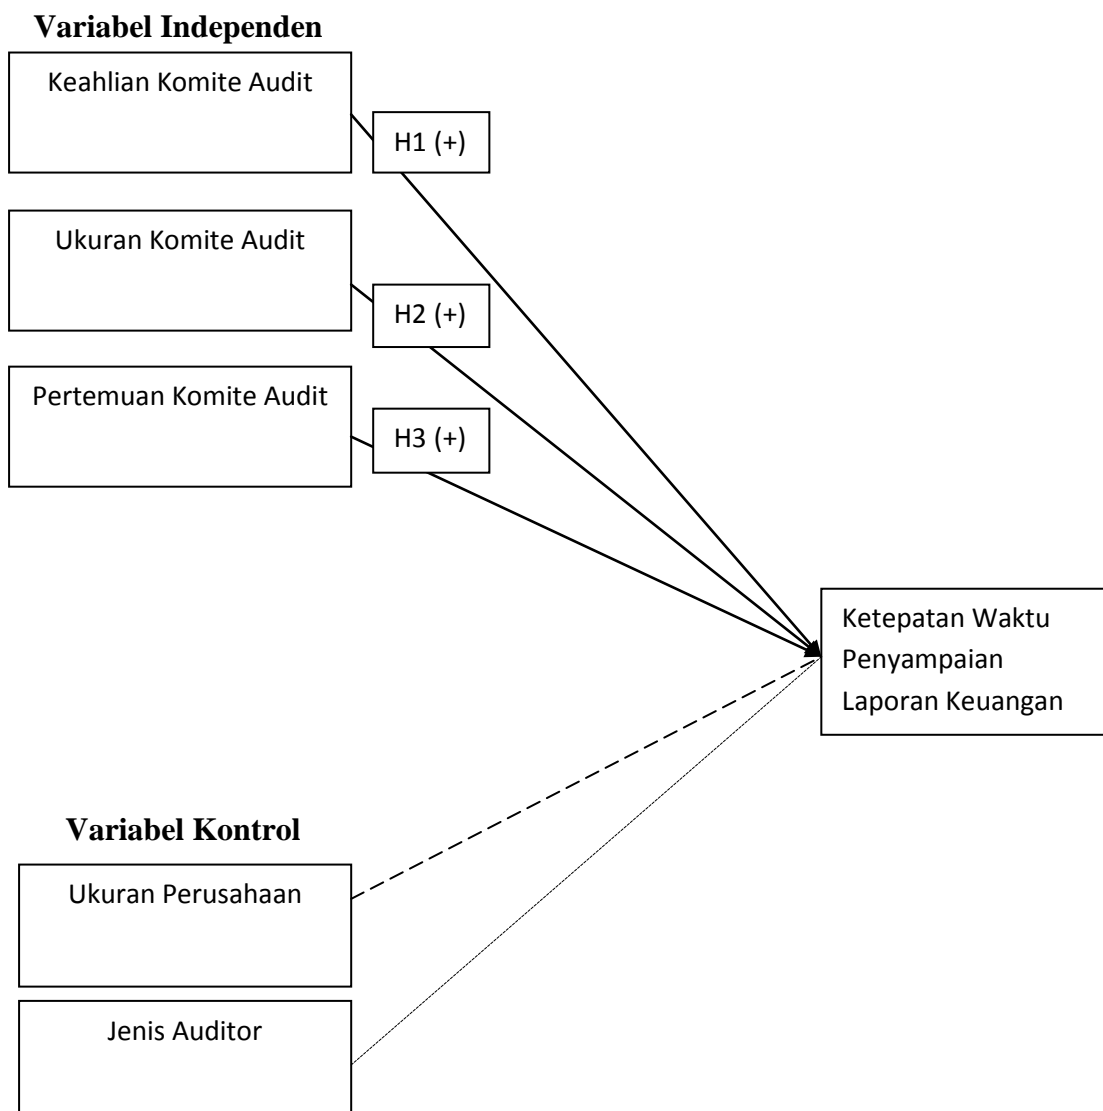 Variabel Independen
Keahlian Komite Audit
H1 (+)
Ukuran Komite Audit
H2 (+)
Pertemuan Komite Audit
H3 (+)
Ketepatan Waktu
Penyampaian
Laporan Keuangan
Variabel Kontrol
Ukuran Perusahaan
Jenis Auditor